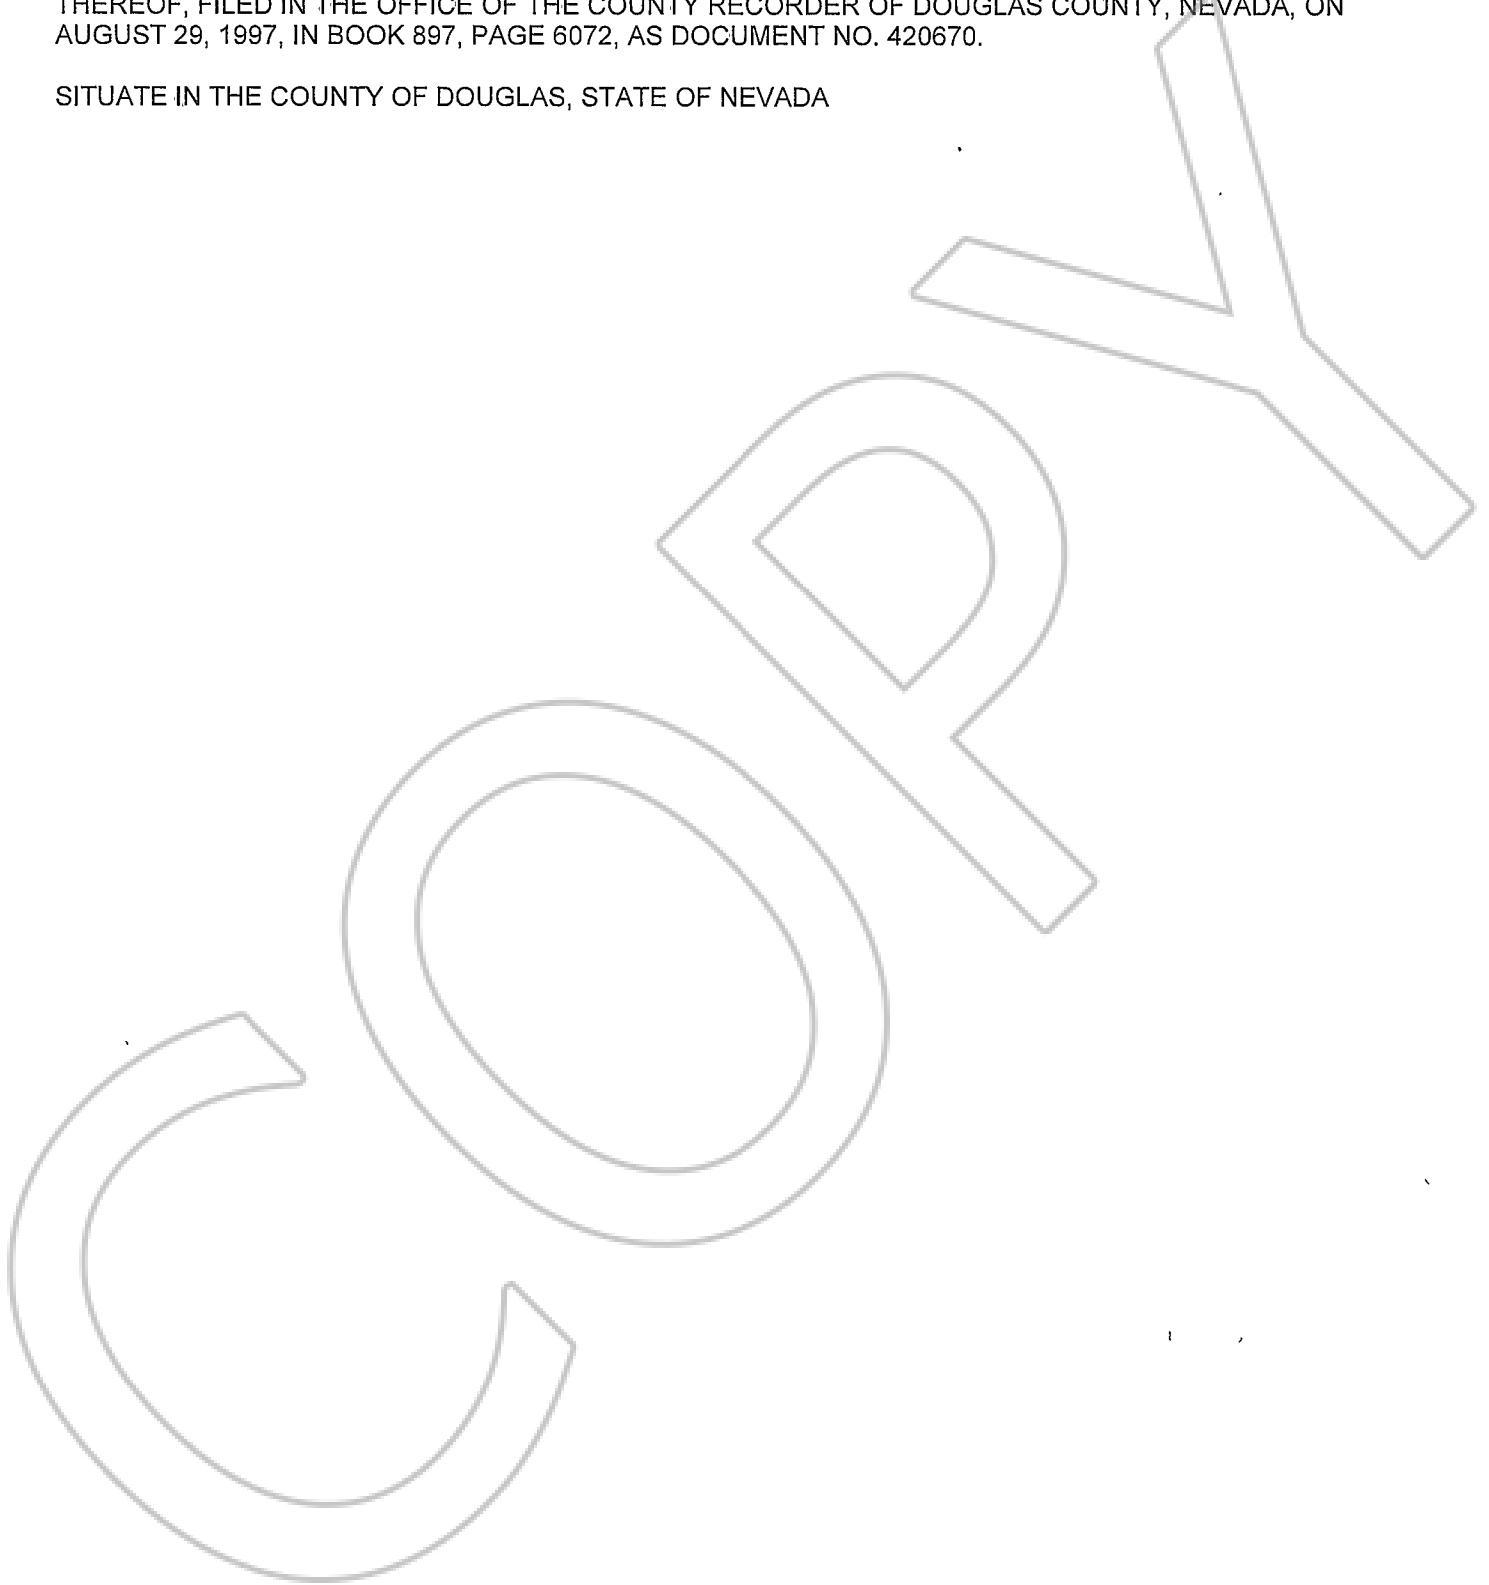 THEREOF, FILED IN THE OFFICE OF THE COUNTY RECORDER OF DOUGLAS COUNTY, NEVADA, ON
AUGUST 29, 1997, IN BOOK 897, PAGE 6072, AS DOCUMENT NO. 420670.
SITUATE IN THE COUNTY OF DOUGLAS, STATE OF NEVADA
COPY